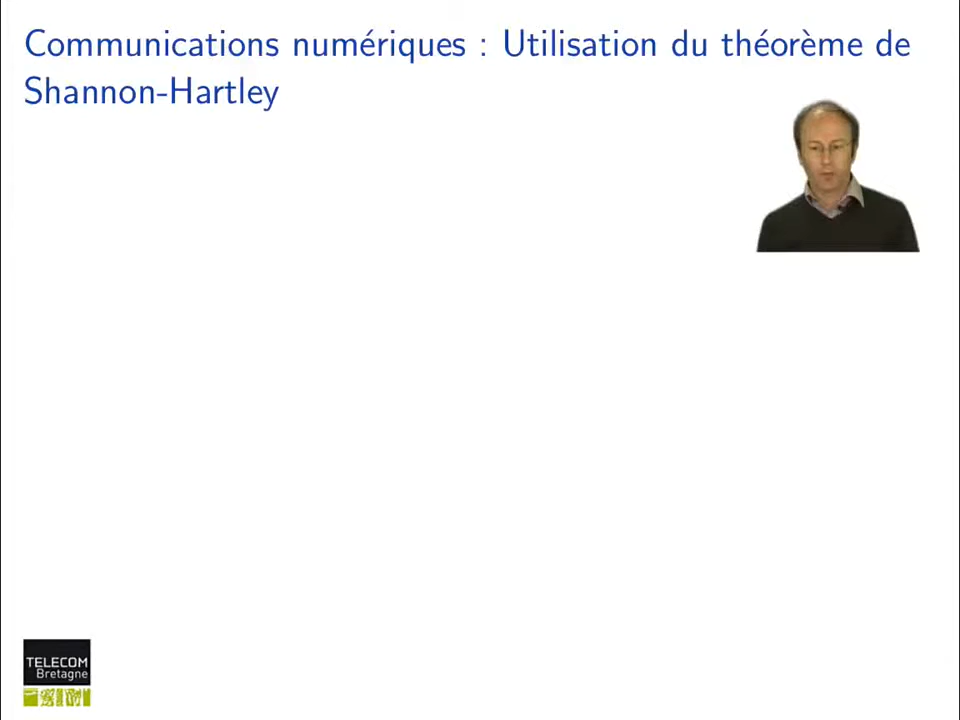 Communications numériques : Utilisation du théorème de
Shannon-Hartley
TELECOM
Bretagne